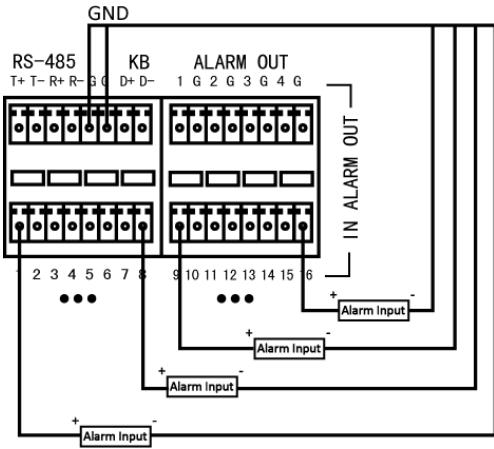 GND
RS-485 KB ALARM OUT
T+ T- R+ R- G G D+ D- 1 G 2 G 3 G 4 G
IN ALARM OUT
1 2 3 4 5 6 7 8 9 10 11 12 13 14 15 16
+ Alarm Input -
+ Alarm Input -
+ Alarm Input -
+ Alarm Input -